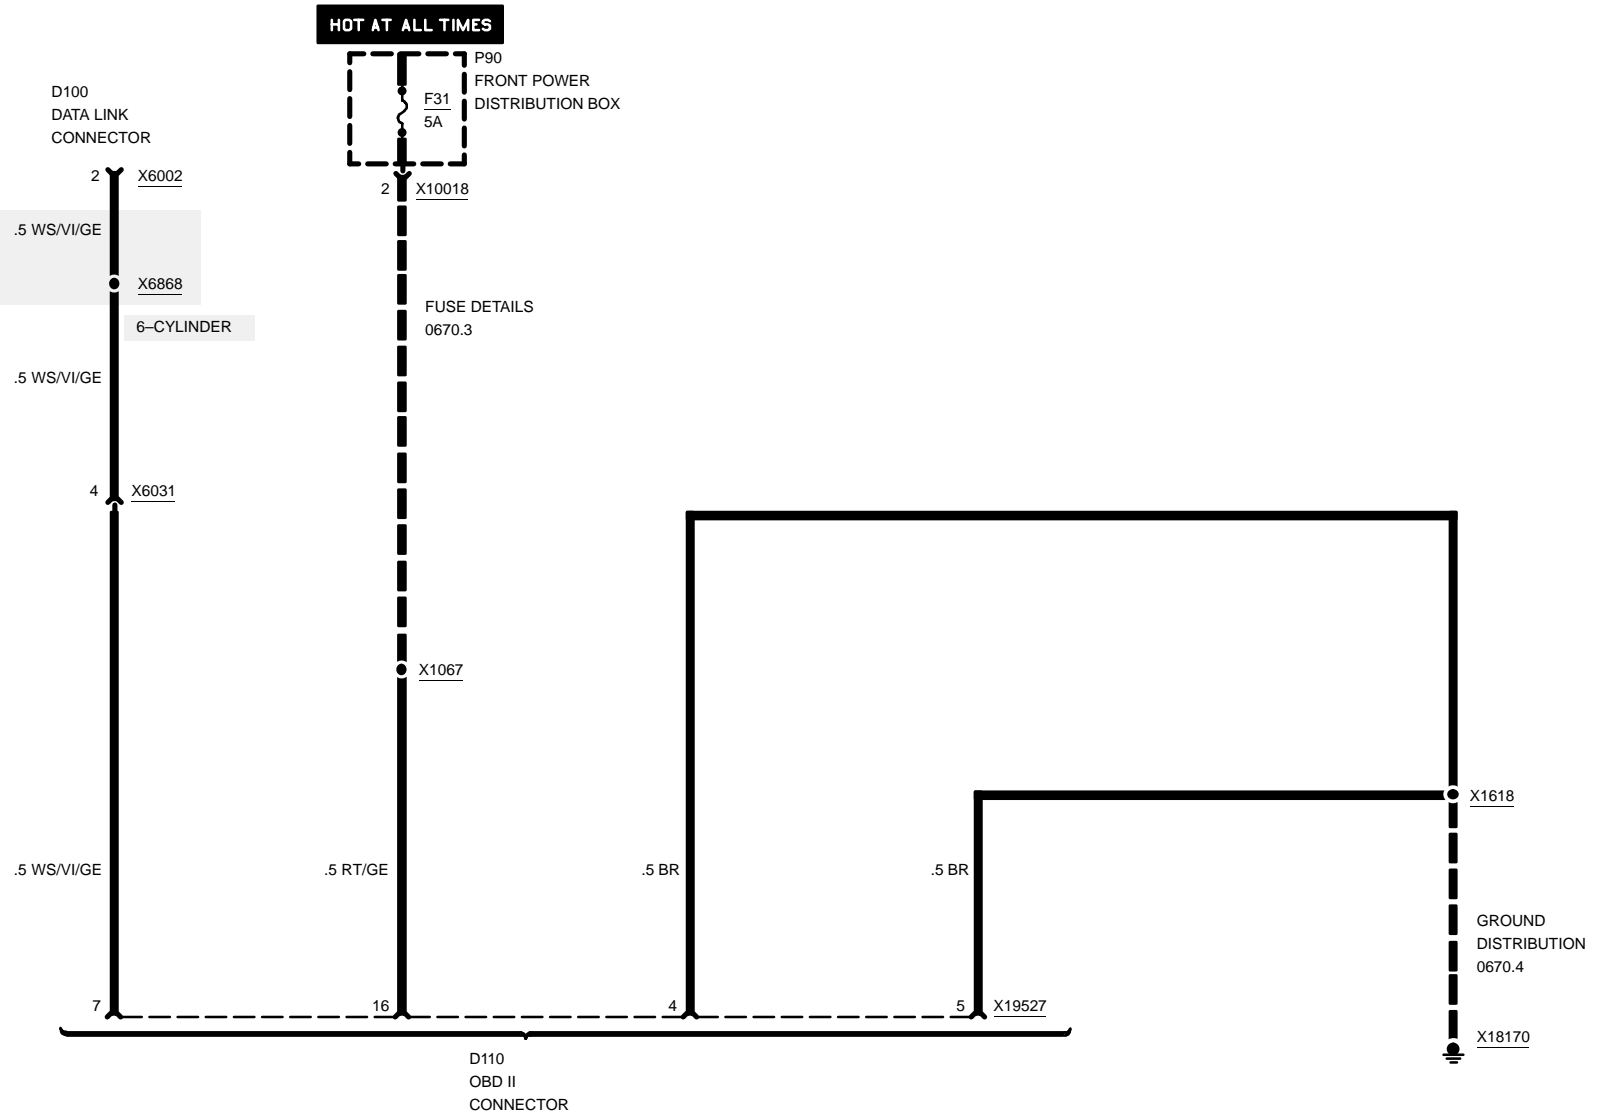 HOT AT ALL TIMES
P90
FRONT POWER
DISTRIBUTION BOX
F31
5A
D100
DATA LINK
CONNECTOR
2 X6002
2 X10018
.5 WS/VI/GE
X6868
6–CYLINDER
FUSE DETAILS
0670.3
.5 WS/VI/GE
4 X6031
X1067
X1618
.5 WS/VI/GE
.5 RT/GE
.5 BR
.5 BR
GROUND
DISTRIBUTION
0670.4
7
16
4
5 X19527
X18170
D110
OBD II
CONNECTOR